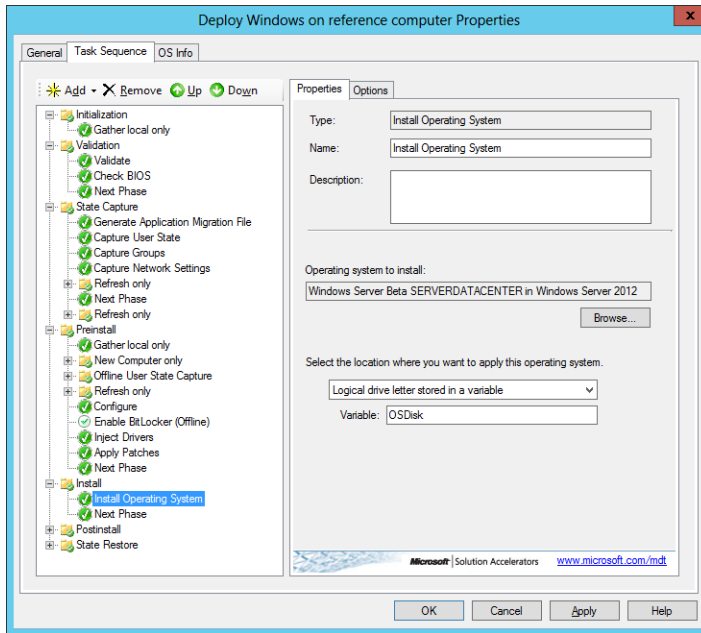 Deploy Windows on reference computer Properties
x
General Task Sequence OS Info
Add Remove Up Down
Initialization
Gather local only
Validation
Validate
Check BIOS
Next Phase
State Capture
Generate Application Migration File
Capture User State
Capture Groups
Capture Network Settings
Refresh only
Next Phase
Refresh only
Preinstall
Gather local only
New Computer only
Offline User State Capture
Refresh only
Configure
Enable BitLocker (Offline)
Inject Drivers
Apply Patches
Next Phase
Install
Install Operating System
Next Phase
Postinstall
State Restore
Properties Options
Type: Install Operating System
Name: Install Operating System
Description:
Operating system to install:
Windows Server Beta SERVERDATACENTER in Windows Server 2012
Browse...
Select the location where you want to apply this operating system.
Logical drive letter stored in a variable
Variable: OSDisk
Microsoft Solution Accelerators www.microsoft.com/mdt
OK Cancel Apply Help